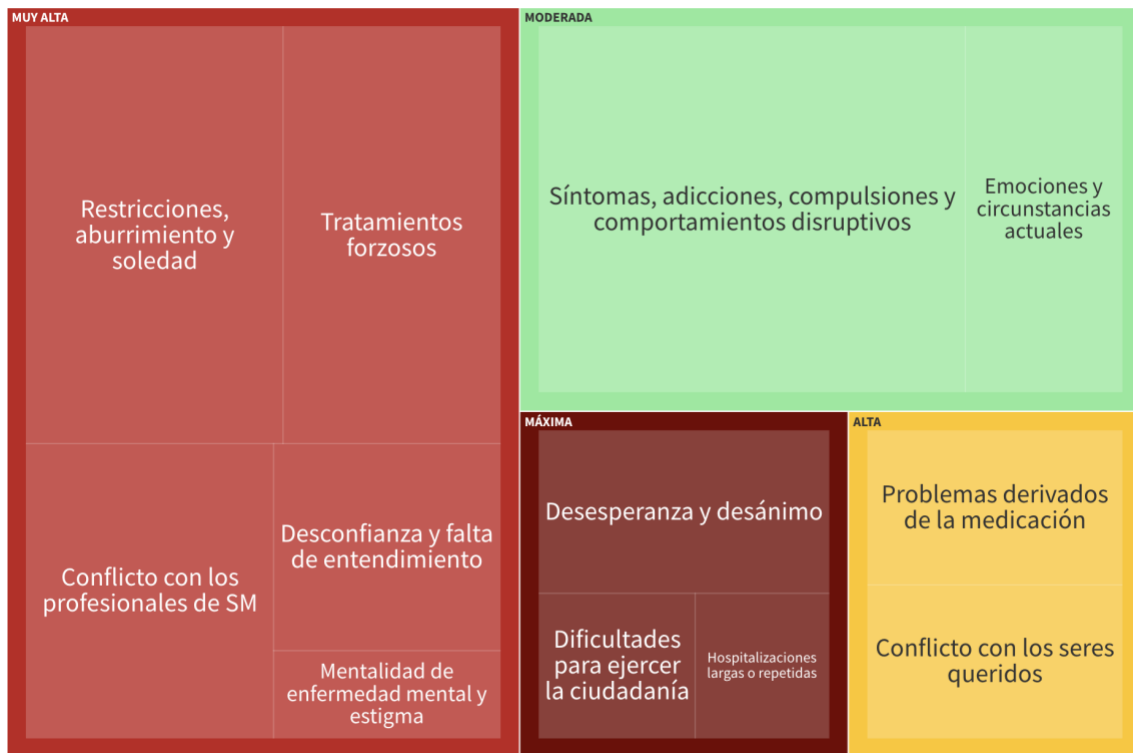 MUY ALTA
Restricciones,
aburrimiento y
soledad
Tratamientos
forzosos
Conflicto con los
profesionales de SM
Desconfianza y falta
de entendimiento
Mentalidad de
enfermedad mental y
estigma
MODERADA
Síntomas, adicciones, compulsiones y
comportamientos disruptivos
Emociones y
circunstancias
actuales
MÁXIMA
Desesperanza y desánimo
Dificultades
para ejercer
la ciudadanía
Hospitalizaciones
largas o repetidas
ALTA
Problemas derivados
de la medicación
Conflicto con los seres
queridos